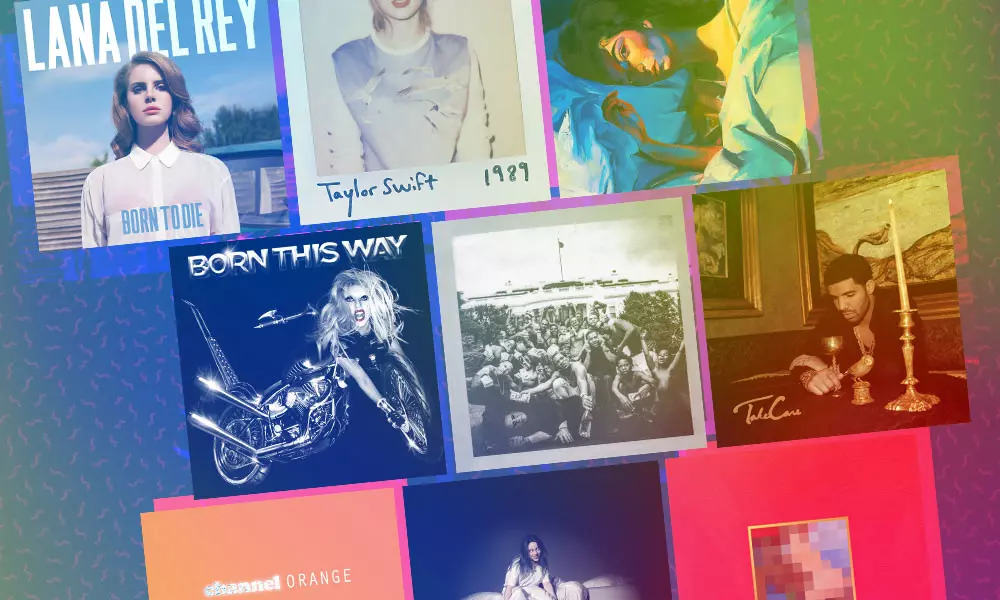 LANA DEL REY
BORN TO DIE
Taylor Swift 1989
BORN THIS WAY
Take Care
channel ORANGE